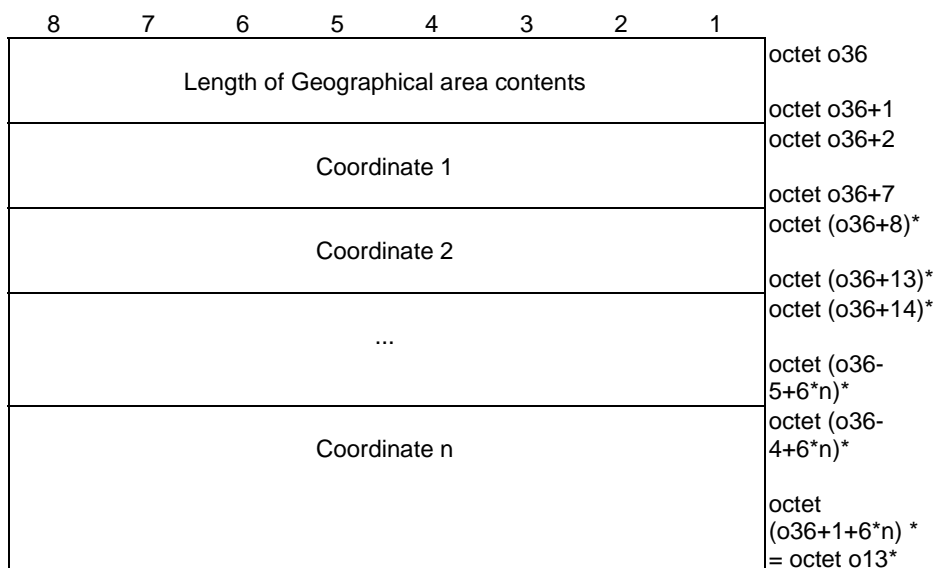 8 7 6 5 4 3 2 1
octet o36
Length of Geographical area contents
octet o36+1
octet o36+2
Coordinate 1
octet o36+7
octet (o36+8)*
Coordinate 2
octet (o36+13)*
octet (o36+14)*
...
octet (o36-
5+6*n)*
octet (o36-
4+6*n)*
Coordinate n
octet
(o36+1+6*n) *
= octet o13*